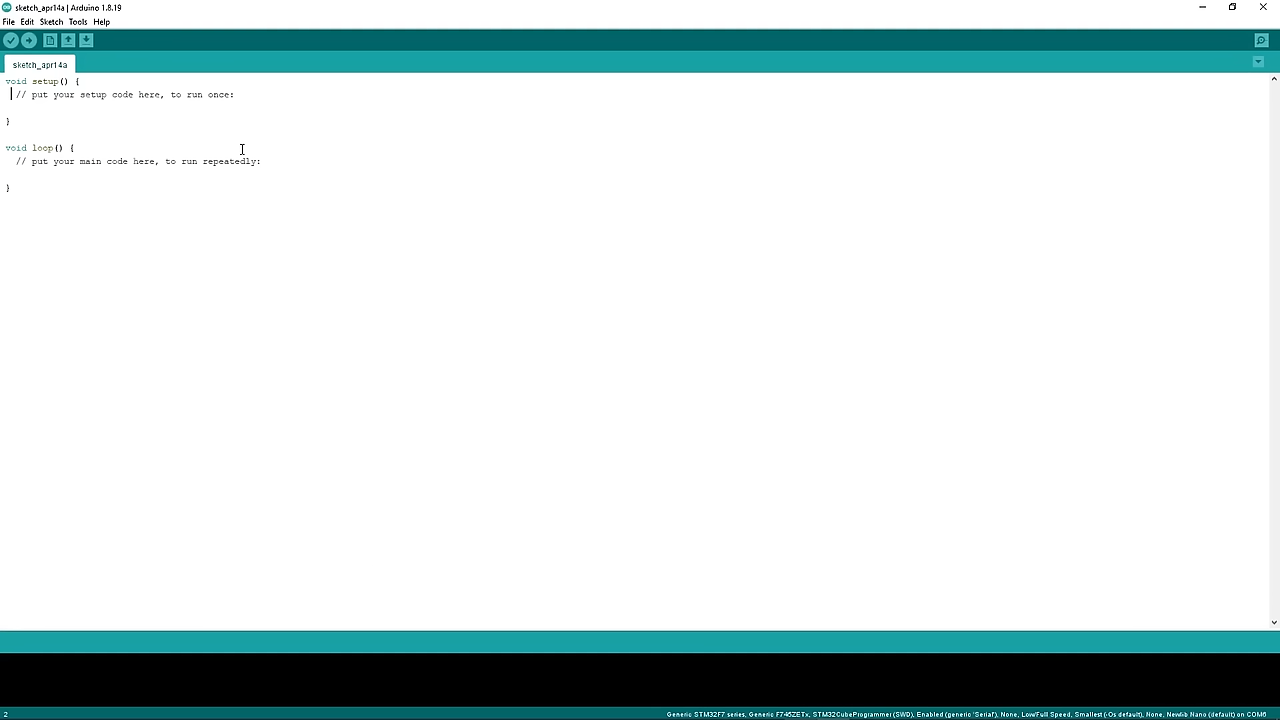 sketch_apr14a | Arduino 1.8.19
File Edit Sketch Tools Help
sketch_apr14a
void setup() {
// put your setup code here, to run once:
}
void loop() {
// put your main code here, to run repeatedly:
}
2
Generic STM32F7 series, Generic F746ZETx, STM32CubeProgrammer (SWD), Enabled (generic 'Serial'), None, Low/Full Speed, Smallest (-Os default), None, Newlib Nano (default) on COM6